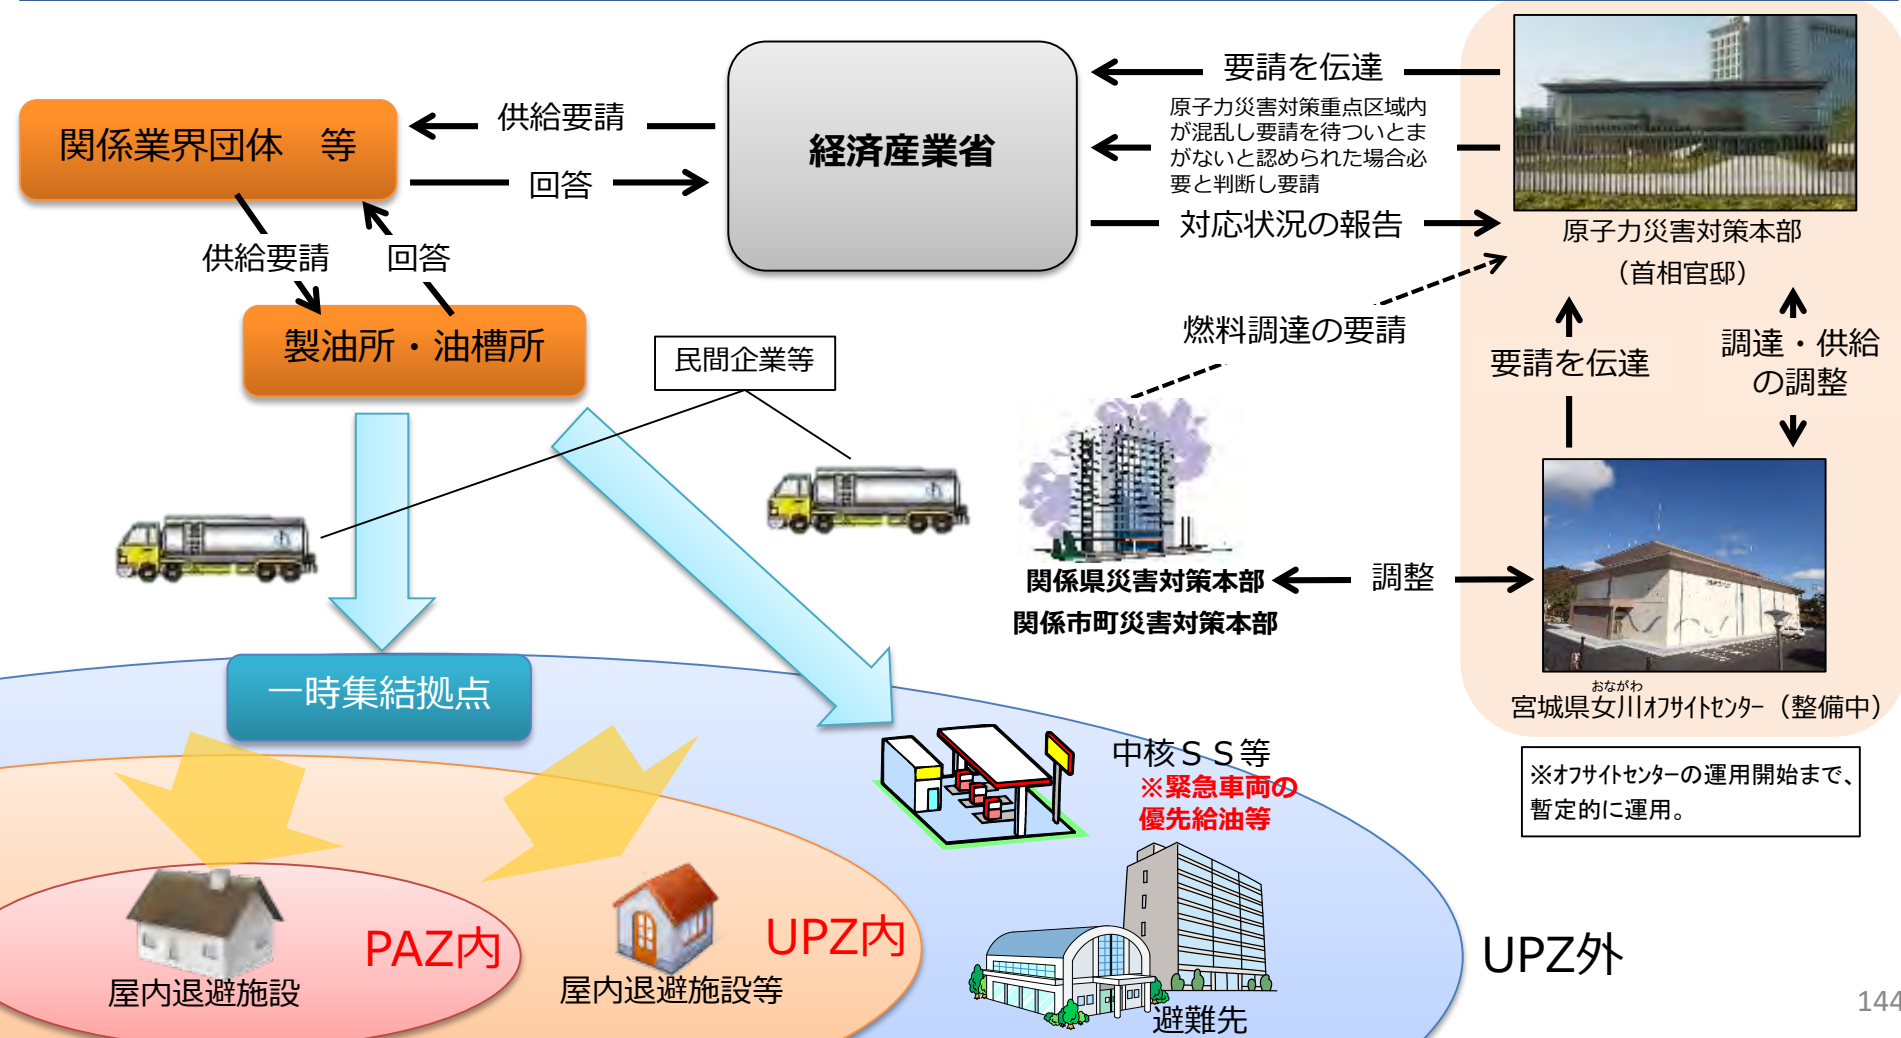 要請を伝達
原子力災害対策重点区域内
が混乱し要請を待ついとま
がないと認められた場合必
要と判断し要請
対応状況の報告
関係業界団体　等
供給要請
回答
経済産業省
原子力災害対策本部
（首相官邸）
供給要請
回答
製油所・油槽所
民間企業等
燃料調達の要請
要請を伝達
調達・供給
の調整
関係県災害対策本部
関係市町災害対策本部
調整
おながわ
宮城県女川ｵﾌｻｲﾄｾﾝﾀｰ（整備中）
※ｵﾌｻｲﾄｾﾝﾀｰの運用開始まで、
暫定的に運用。
一時集結拠点
中核ＳＳ等
※緊急車両の
優先給油等
PAZ内
屋内退避施設
UPZ内
屋内退避施設等
避難先
UPZ外
144